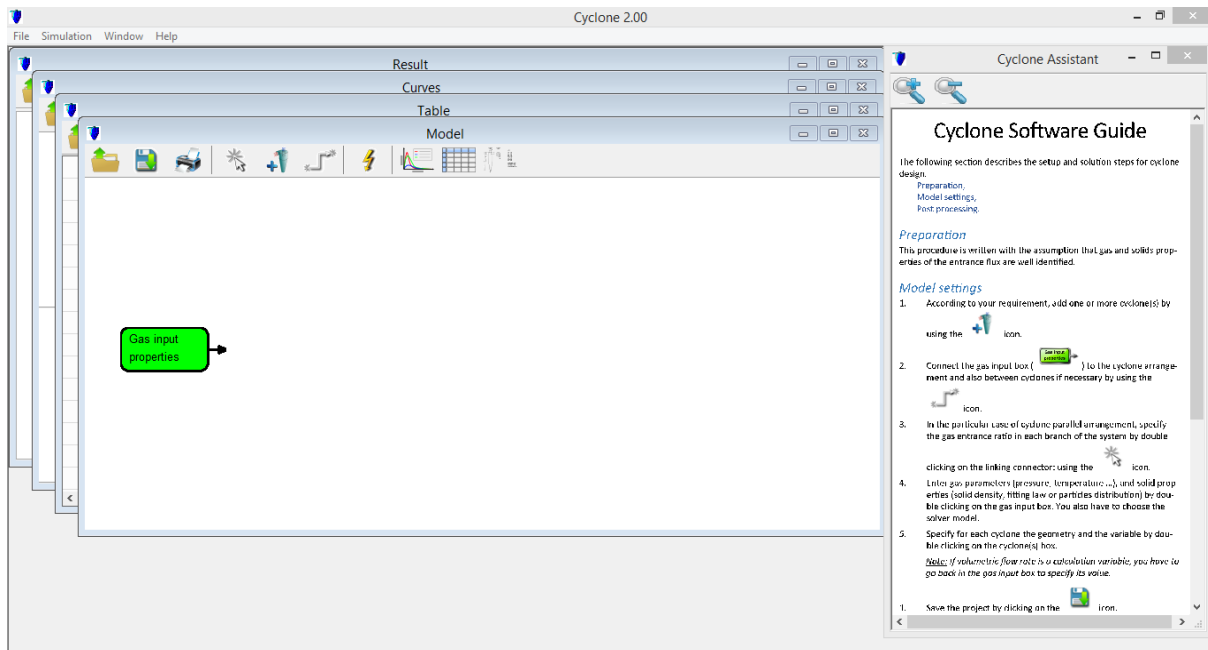 Cyclone 2.00
File Simulation Window Help
Result
Curves
Table
Model
Gas input
properties
Cyclone Assistant
Cyclone Software Guide
The following section describes the setup and solution steps for cyclone
design.
Preparation,
Model settings,
Post processing.
Preparation
This procedure is written with the assumption that gas and solids prop-
erties of the entrance flux are well identified.
Model settings
1. According to your requirement, add one or more cyclone(s) by
using the icon.
2. Connect the gas input box ( Gas input
properties ) to the cyclone arrange-
ment and also between cyclones if necessary by using the
icon.
3. In the particular case of cyclone parallel arrangement, specify
the gas entrance ratio in each branch of the system by double
clicking on the linking connector: using the icon.
4. Enter gas parameters (pressure, temperature ...), and solid prop
erties (solid density, fitting law or particles distribution) by dou-
ble clicking on the gas input box. You also have to choose the
solver model.
5. Specify for each cyclone the geometry and the variable by dou-
ble clicking on the cyclone(s) box.
Note: If volumetric flow rate is a calculation variable, you have to
go back in the gas input box to specify its value.
1. Save the project by clicking on the icon.